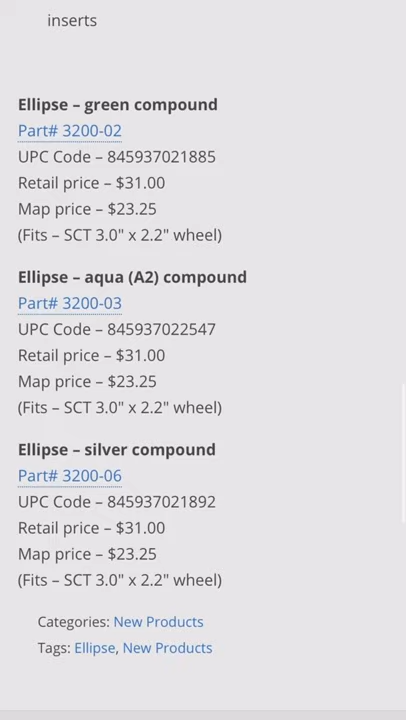 inserts
Ellipse – green compound
Part# 3200-02
UPC Code – 845937021885
Retail price – $31.00
Map price – $23.25
(Fits – SCT 3.0" x 2.2" wheel)
Ellipse – aqua (A2) compound
Part# 3200-03
UPC Code – 845937022547
Retail price – $31.00
Map price – $23.25
(Fits – SCT 3.0" x 2.2" wheel)
Ellipse – silver compound
Part# 3200-06
UPC Code – 845937021892
Retail price – $31.00
Map price – $23.25
(Fits – SCT 3.0" x 2.2" wheel)
Categories: New Products
Tags: Ellipse, New Products